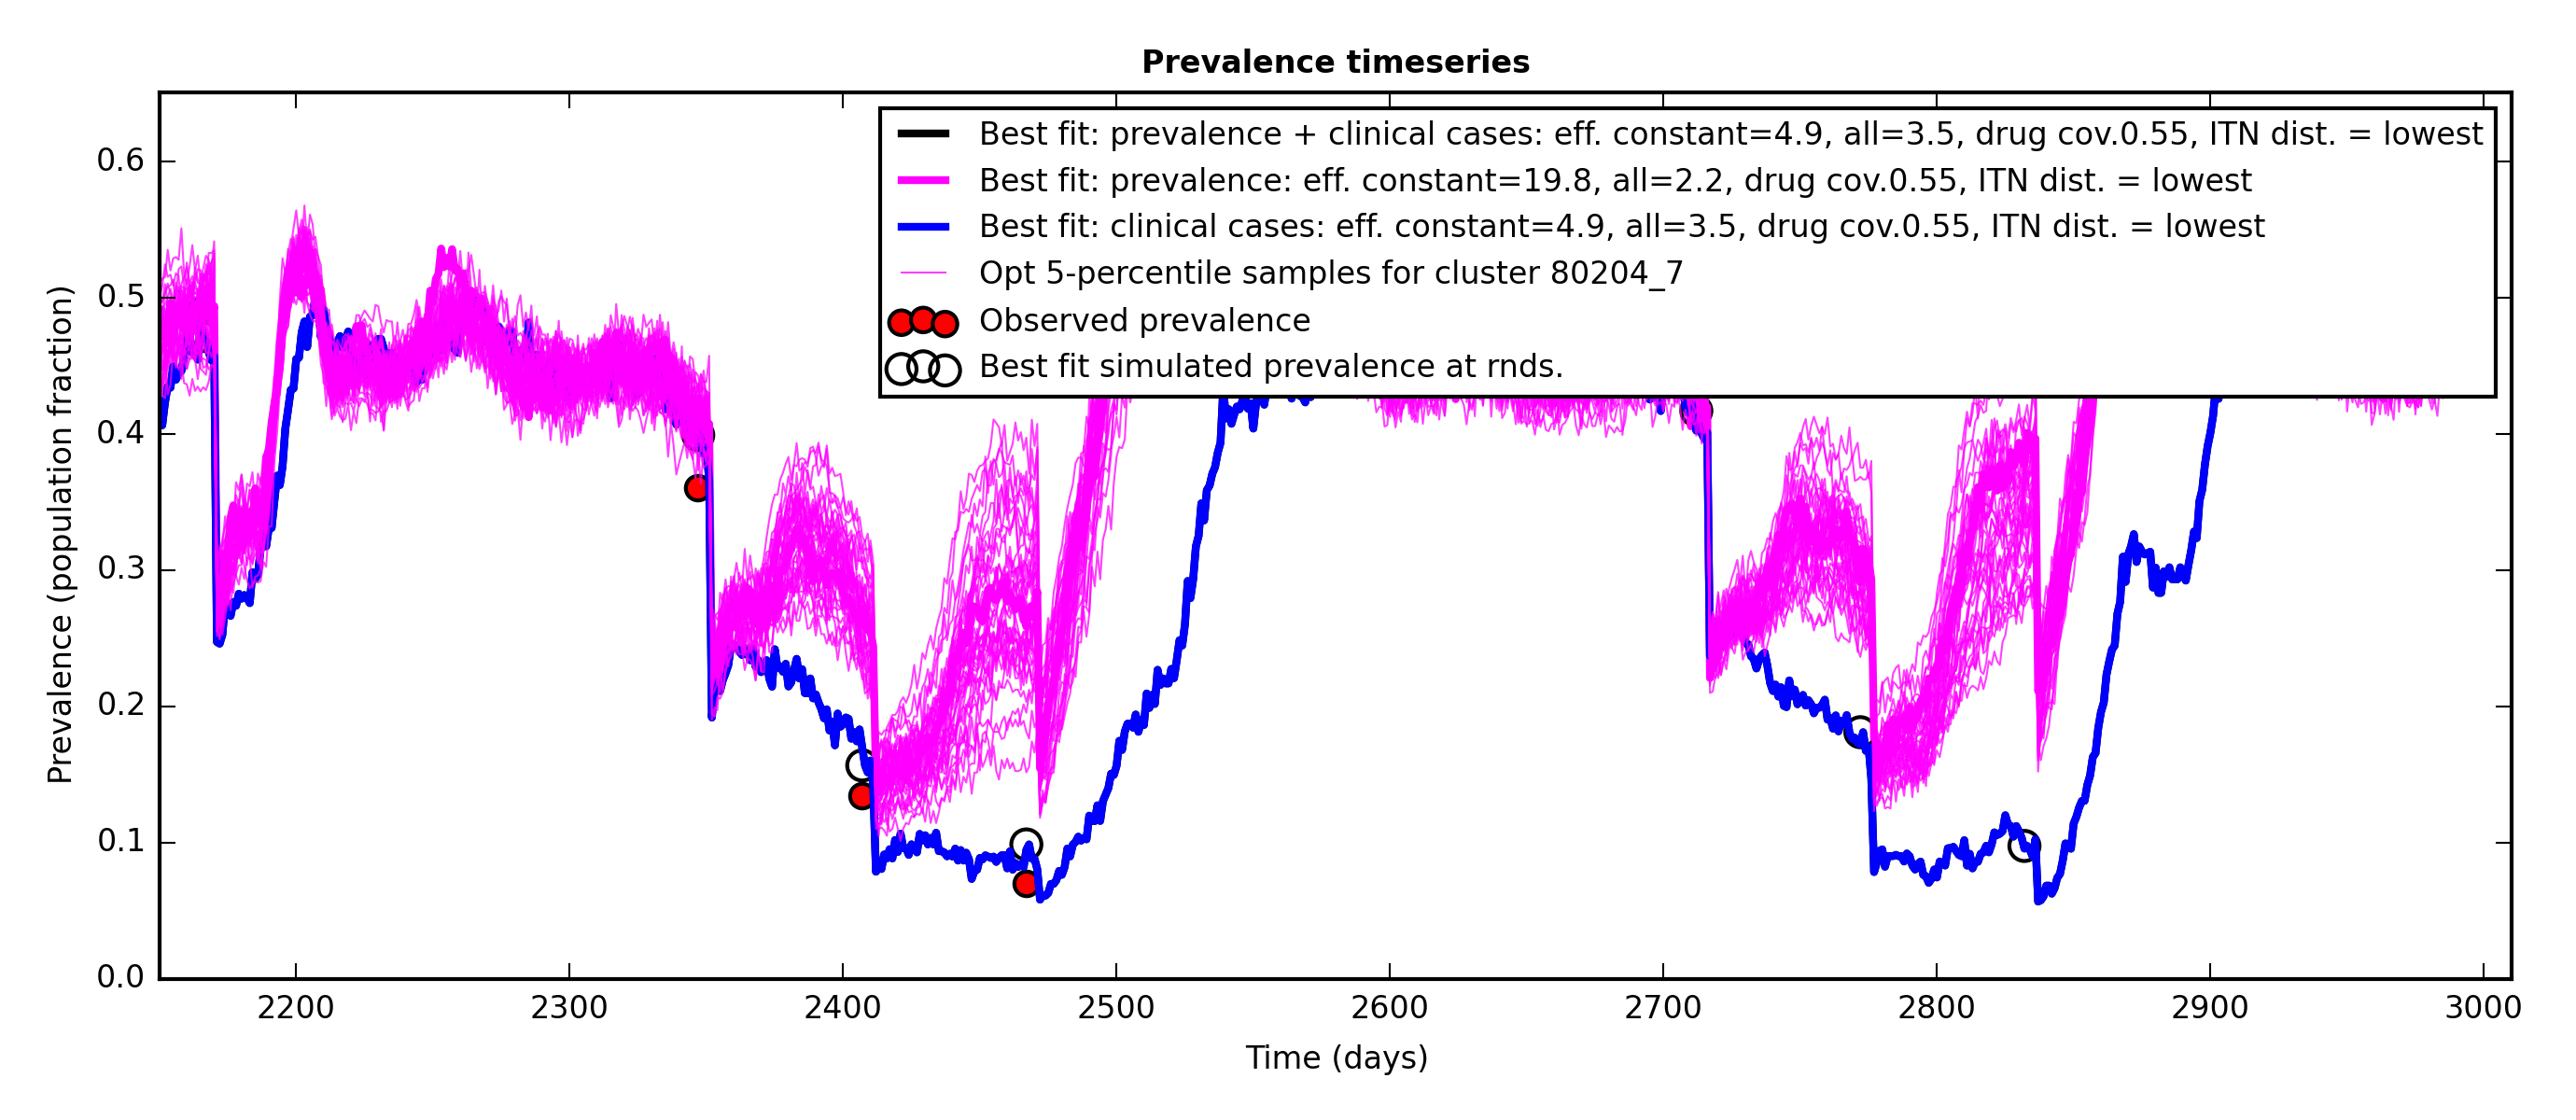 Prevalence timeseries
Best fit: prevalence + clinical cases: eff. constant=4.9, all=3.5, drug cov.0.55, ITN dist. = lowest
Best fit: prevalence: eff. constant=19.8, all=2.2, drug cov.0.55, ITN dist. = lowest
Best fit: clinical cases: eff. constant=4.9, all=3.5, drug cov.0.55, ITN dist. = lowest
Opt 5-percentile samples for cluster 80204_7
Observed prevalence
Best fit simulated prevalence at rnds.
Prevalence (population fraction)
0.6
0.5
0.4
0.3
0.2
0.1
0.0
2200 2300 2400 2500 2600 2700 2800 2900 3000
Time (days)